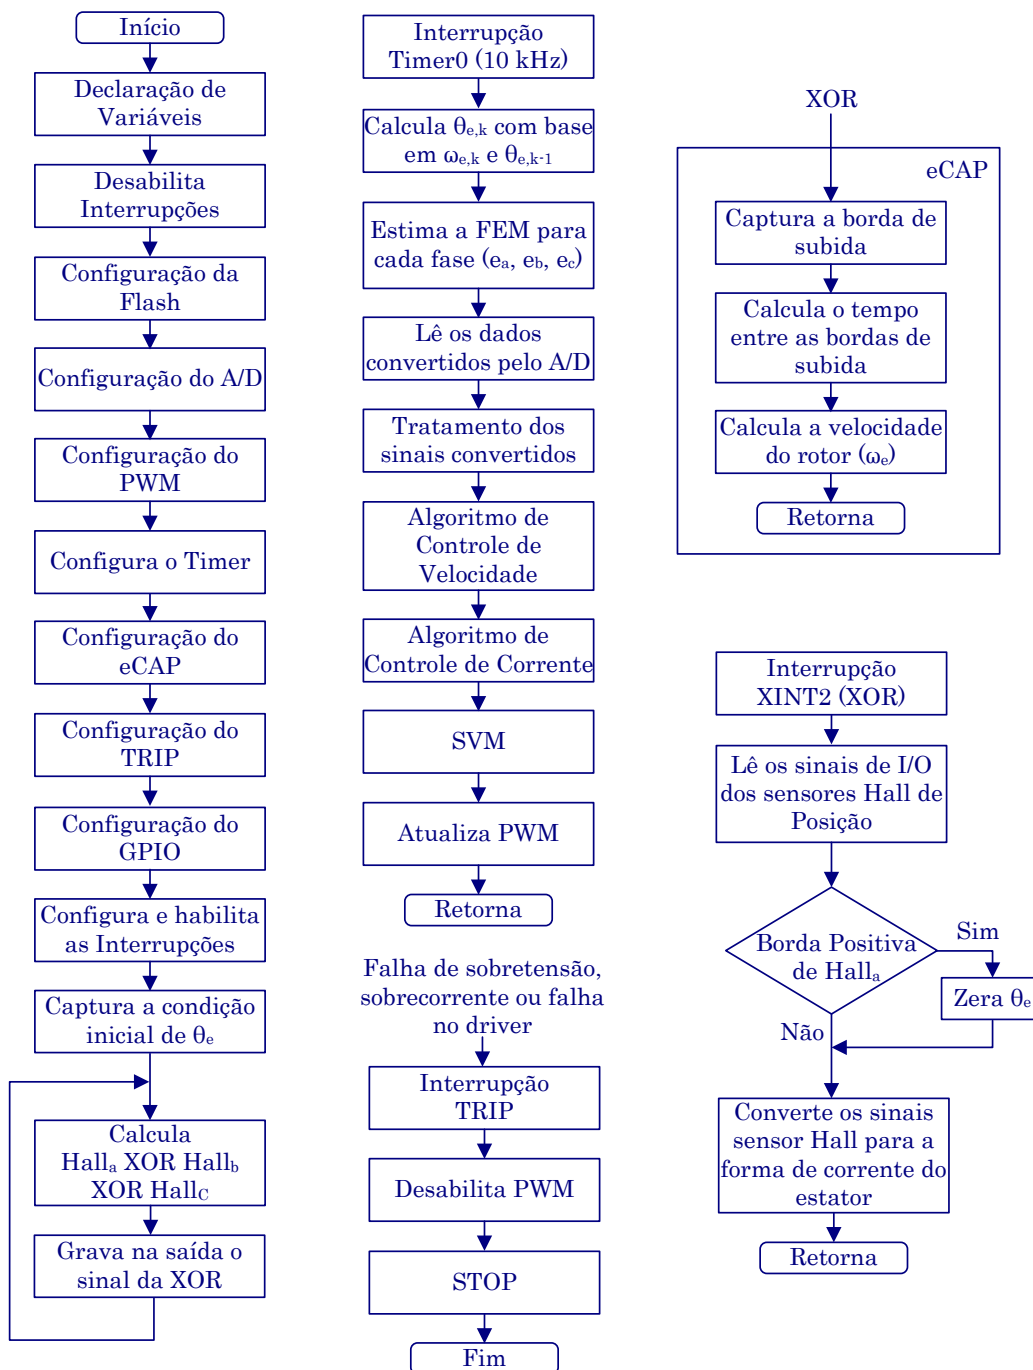 Início
Declaração de
Variáveis
Desabilita
Interrupções
Configuração da
Flash
Configuração do A/D
Configuração do
PWM
Configura o Timer
Configuração do
eCAP
Configuração do
TRIP
Configuração do
GPIO
Configura e habilita
as Interrupções
Captura a condição
inicial de θe
Calcula
Halla XOR Hallb
XOR HallC
Grava na saída o
sinal da XOR
Interrupção
Timer0 (10 kHz)
Calcula θe,k com base
em ωe,k e θe,k-1
Estima a FEM para
cada fase (ea, eb, ec)
Lê os dados
convertidos pelo A/D
Tratamento dos
sinais convertidos
Algoritmo de
Controle de
Velocidade
Algoritmo de
Controle de Corrente
SVM
Atualiza PWM
Retorna
Falha de sobretensão,
sobrecorrente ou falha
no driver
Interrupção
TRIP
Desabilita PWM
STOP
Fim
XOR
eCAP
Captura a borda de
subida
Calcula o tempo
entre as bordas de
subida
Calcula a velocidade
do rotor (ωe)
Retorna
Interrupção
XINT2 (XOR)
Lê os sinais de I/O
dos sensores Hall de
Posição
Borda Positiva
de Halla
Sim
Zera θe
Não
Converte os sinais
sensor Hall para a
forma de corrente do
estator
Retorna